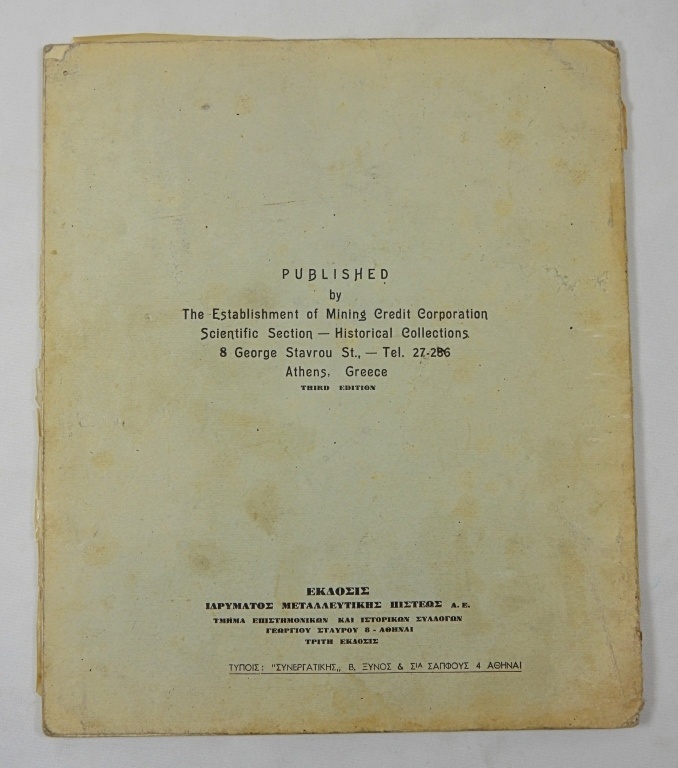 PUBLISHED
by
The Establishment of Mining Credit Corporation
Scientific Section — Historical Collections
8 George Stavrou St., — Tel. 27-286
Athens, Greece
THIRD EDITION
ΕΚΔΟΣΙΣ
ΙΔΡΥΜΑΤΟΣ ΜΕΤΑΛΛΕΥΤΙΚΗΣ ΠΙΣΤΕΩΣ Α.Ε.
ΤΜΗΜΑ ΕΠΙΣΤΗΜΟΝΙΚΩΝ ΚΑΙ ΙΣΤΟΡΙΚΩΝ ΣΥΛΛΟΓΩΝ
ΓΕΩΡΓΙΟΥ ΣΤΑΥΡΟΥ 8 - ΑΘΗΝΑΙ
ΤΡΙΤΗ ΕΚΔΟΣΙΣ
ΤΥΠΟΙΣ: "ΣΥΝΕΡΓΑΤΙΚΗΣ„ Β. ΞΥΝΟΣ & ΣΙΑ ΣΑΠΦΟΥΣ 4 ΑΘΗΝΑΙ